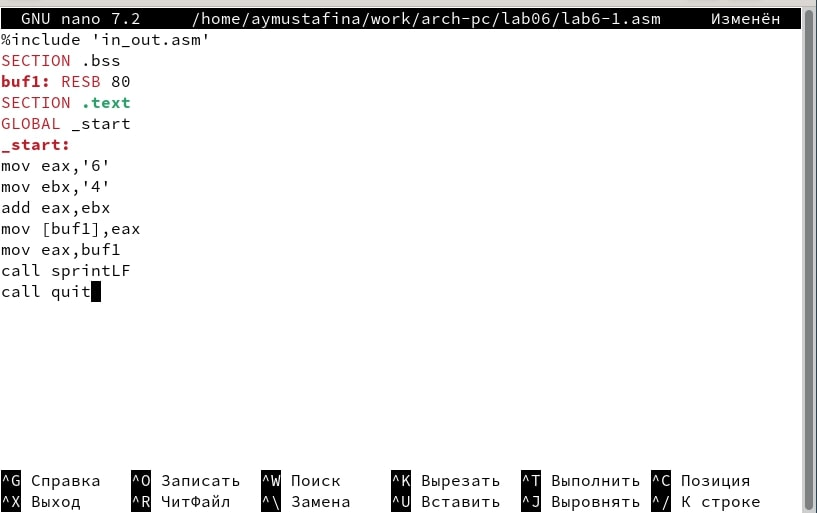 GNU nano 7.2 /home/aymustafina/work/arch-pc/lab06/lab6-1.asm Изменён
%include 'in_out.asm'
SECTION .bss
buf1: RESB 80
SECTION .text
GLOBAL _start
_start:
mov eax,'6'
mov ebx,'4'
add eax,ebx
mov [buf1],eax
mov eax,buf1
call sprintLF
call quit
^G Справка ^O Записать ^W Поиск ^K Вырезать ^T Выполнить ^C Позиция
^X Выход ^R ЧитФайл ^\ Замена ^U Вставить ^J Выровнять ^/ К строке